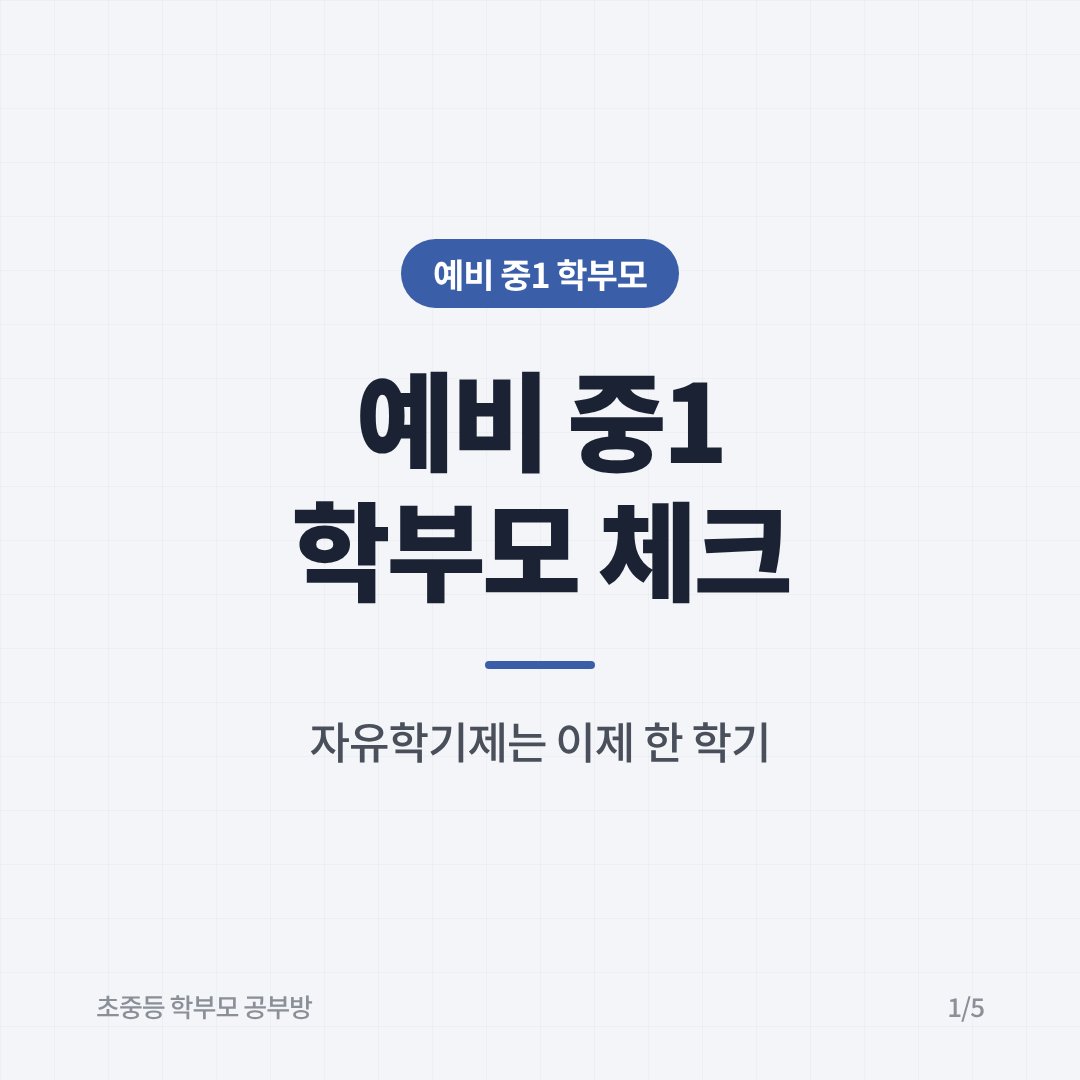 예비 중1 학부모
예비 중1
학부모 체크
자유학기제는 이제 한 학기
초중등 학부모 공부방
1/5